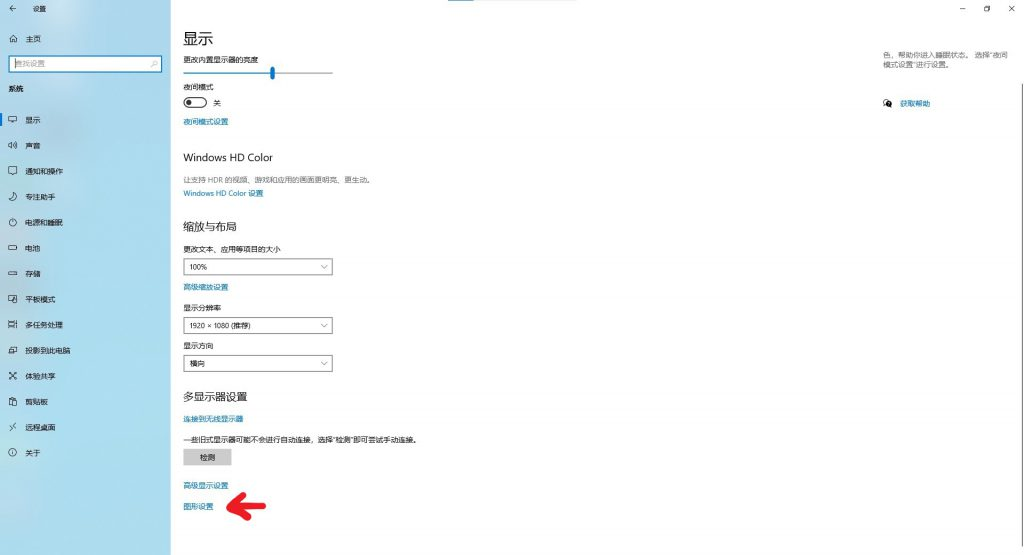 设置
主页
查找设置
系统
显示
声音
通知和操作
专注助手
电源和睡眠
电池
存储
平板模式
多任务处理
投影到此电脑
体验共享
剪贴板
远程桌面
关于
显示
更改内置显示器的亮度
夜间模式
关
夜间模式设置
Windows HD Color
让支持 HDR 的视频、游戏和应用的画面更明亮、更生动。
Windows HD Color 设置
缩放与布局
更改文本、应用等项目的大小
100%
高级缩放设置
显示分辨率
1920 × 1080 (推荐)
显示方向
横向
多显示器设置
连接到无线显示器
一些旧式显示器可能不会进行自动连接，选择"检测"即可尝试手动连接。
检测
高级显示设置
图形设置
色，帮助你进入睡眠状态。 选择"夜间
模式设置"进行设置。
获取帮助